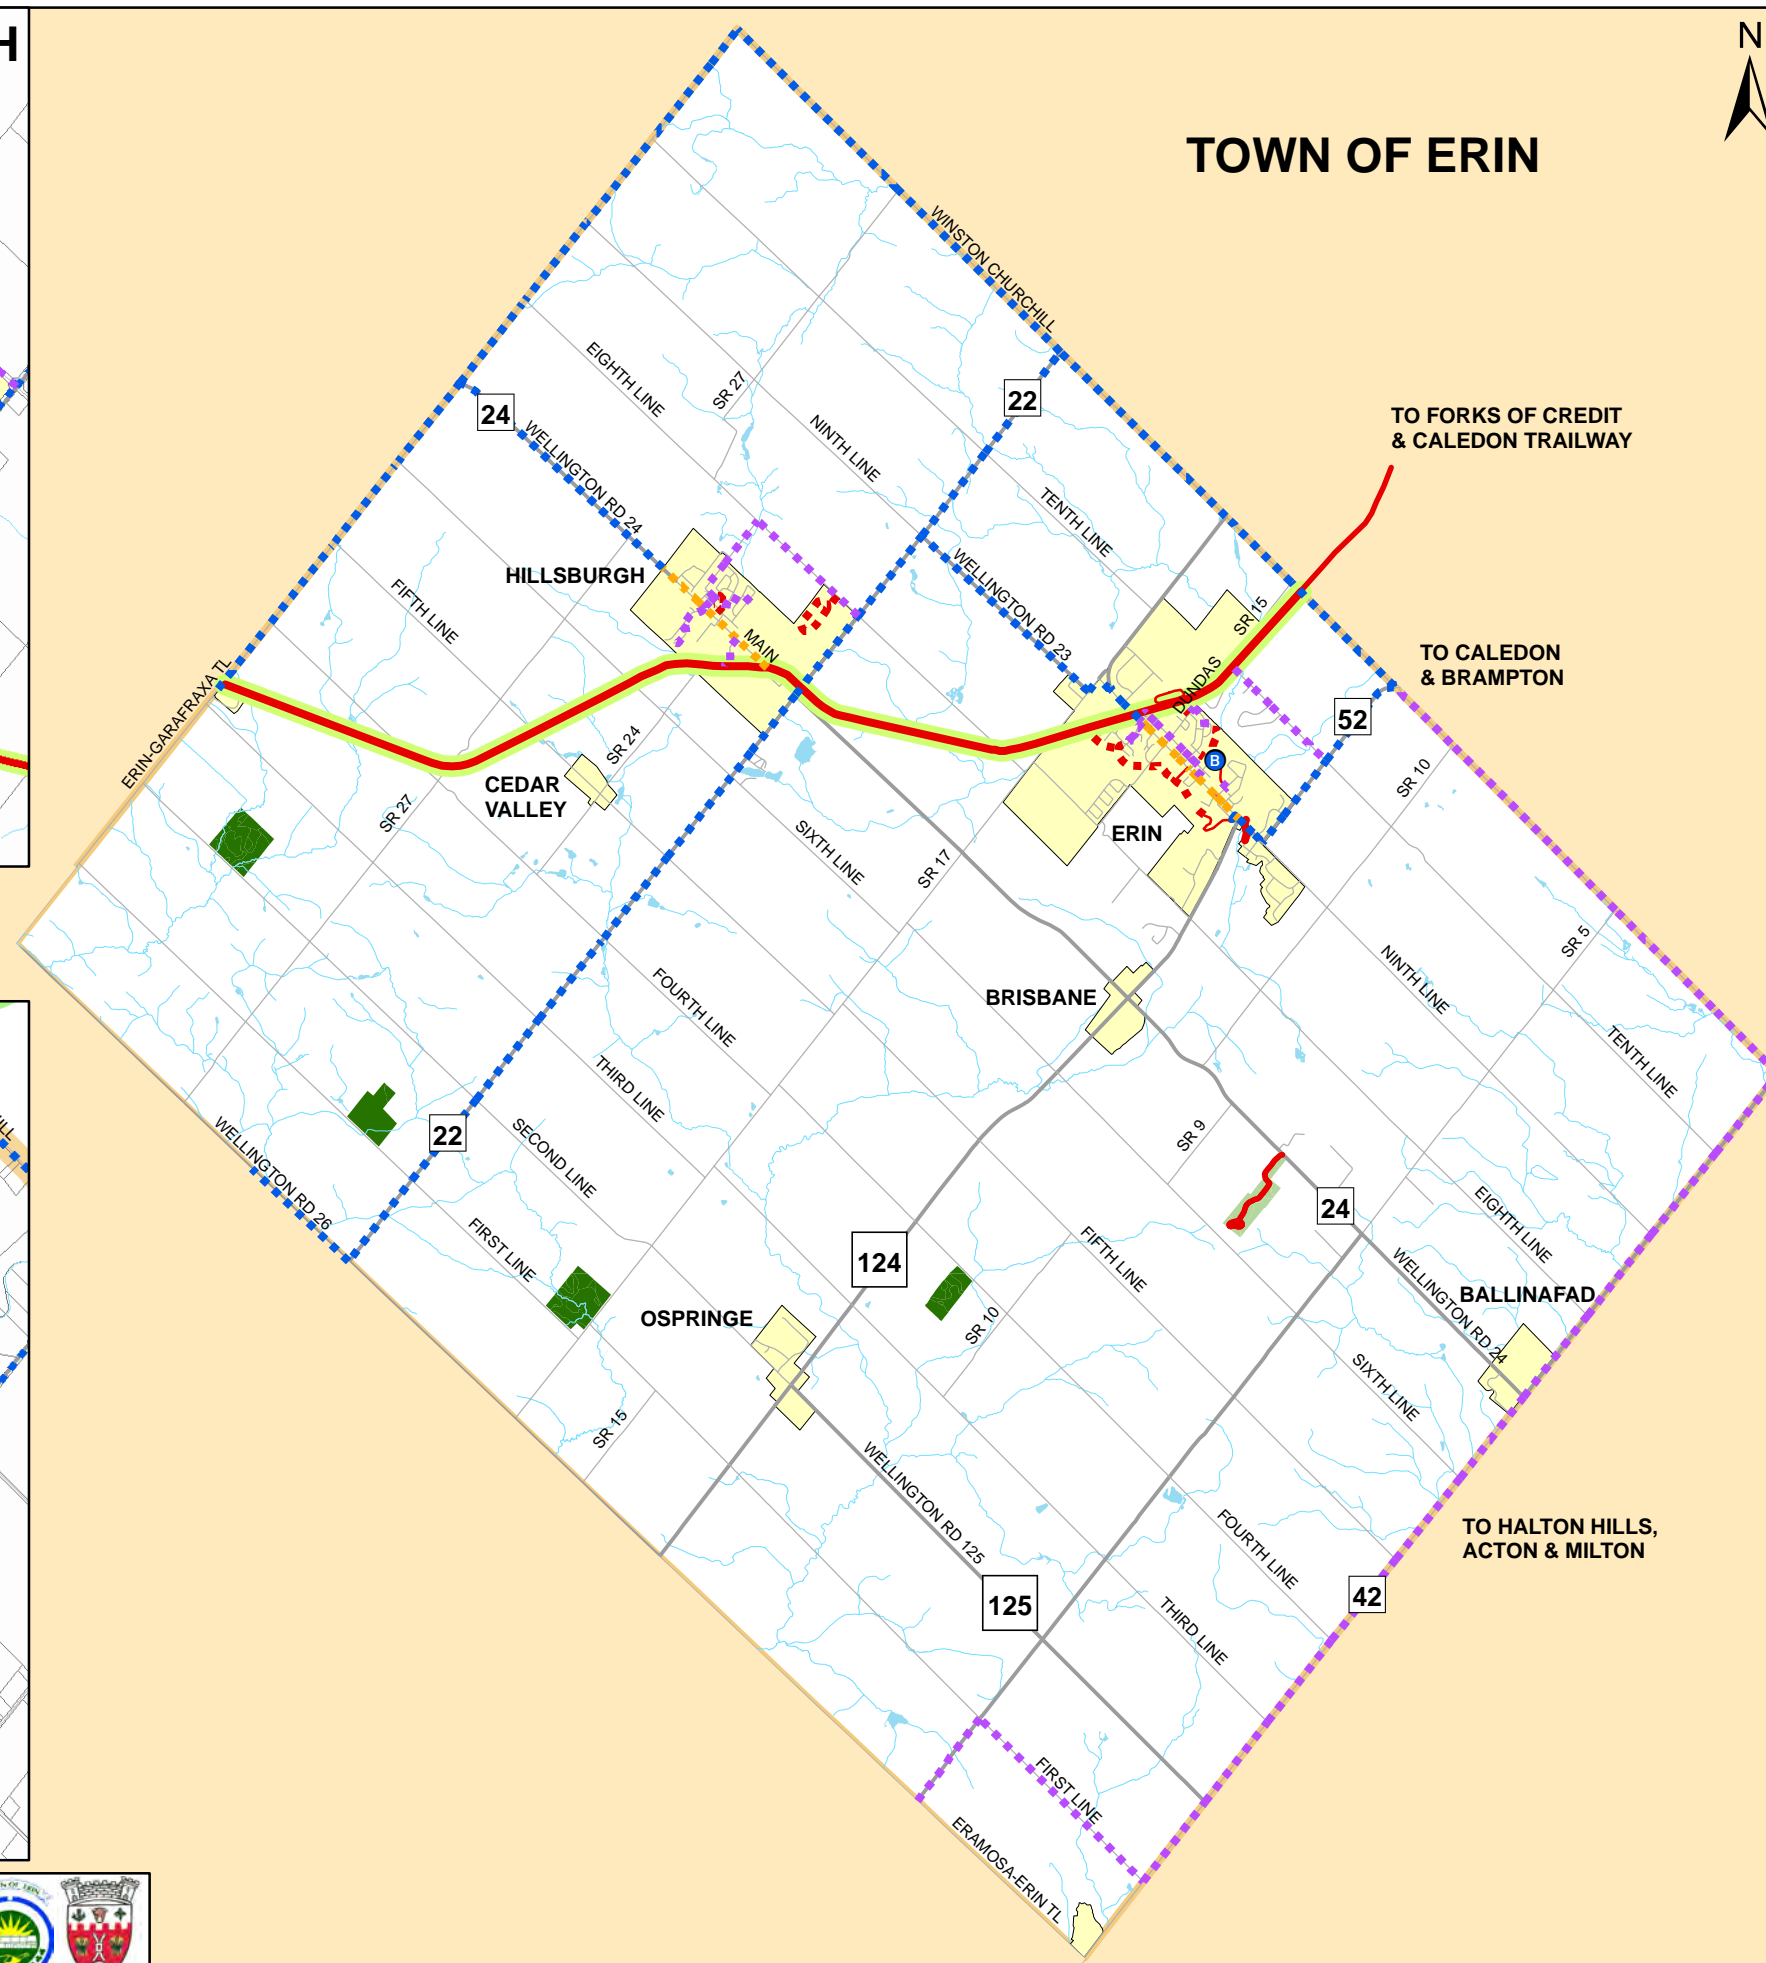 H
N
TOWN OF ERIN
WINSTON CHURCHILL
EIGHTH LINE
SR 27
22
24
NINTH LINE
TO FORKS OF CREDIT
& CALEDON TRAILWAY
WELLINGTON RD 24
TENTH LINE
HILLSBURGH
WELLINGTON RD 23
FIFTH LINE
SR 15
MAIN
TO CALEDON
& BRAMPTON
DUNDAS
ERIN-GARAFRAXA TL
52
SR 24
B
SR 10
CEDAR
VALLEY
SR 27
ERIN
SIXTH LINE
SR 17
SR 5
NINTH LINE
BRISBANE
FOURTH LINE
TENTH LINE
THIRD LINE
22
SR 9
SECOND LINE
WELLINGTON RD 26
24
EIGHTH LINE
FIRST LINE
124
FIFTH LINE
WELLINGTON RD 24
BALLINAFAD
OSPRINGE
SR 10
SIXTH LINE
SR 15
WELLINGTON RD 125
TO HALTON HILLS,
ACTON & MILTON
FOURTH LINE
125
42
THIRD LINE
FIRST LINE
ERAMOSA-ERIN TL